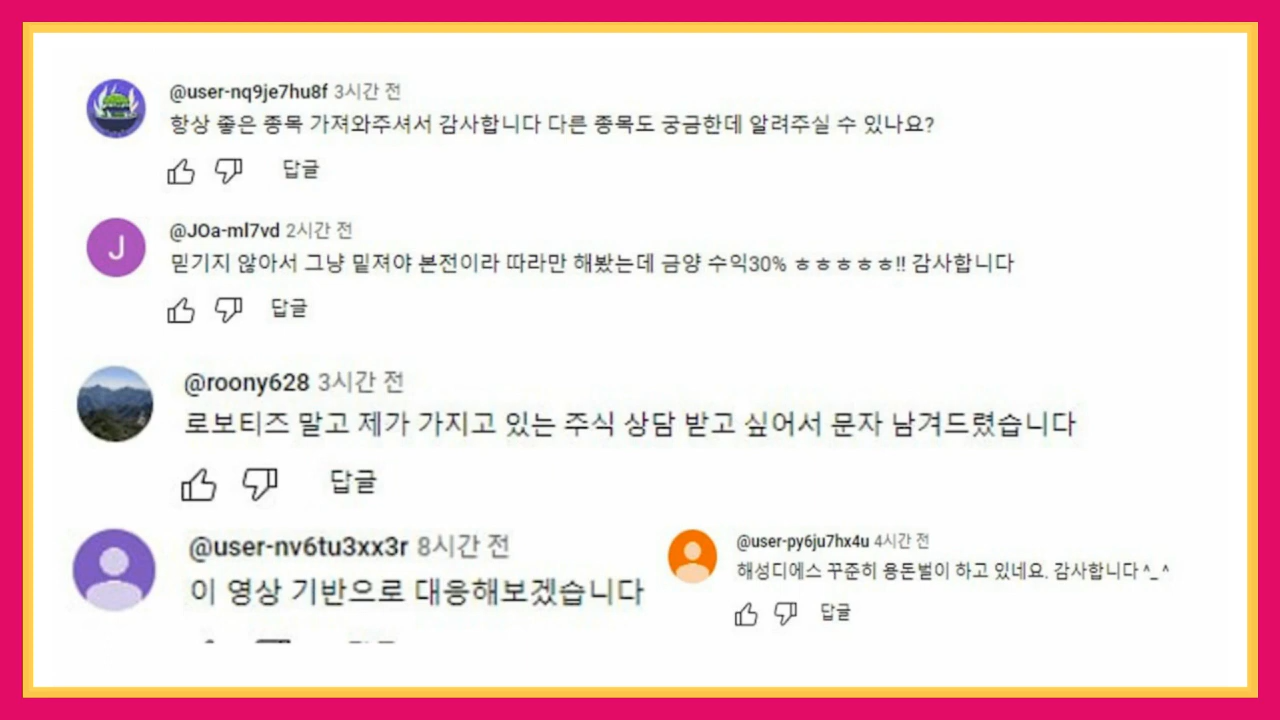 @user-nq9je7hu8f 3시간 전
항상 좋은 종목 가져와주셔서 감사합니다 다른 종목도 궁금한데 알려주실 수 있나요?
답글
J
@JOa-ml7vd 2시간 전
믿기지 않아서 그냥 밑져야 본전이라 따라만 해봤는데 금양 수익30% ㅎㅎㅎㅎㅎ!! 감사합니다
답글
@roony628 3시간 전
로보티즈 말고 제가 가지고 있는 주식 상담 받고 싶어서 문자 남겨드렸습니다
답글
@user-nv6tu3xx3r 8시간 전
이 영상 기반으로 대응해보겠습니다
@user-py6ju7hx4u 4시간 전
해성디에스 꾸준히 용돈벌이 하고 있네요. 감사합니다 ^_^
답글